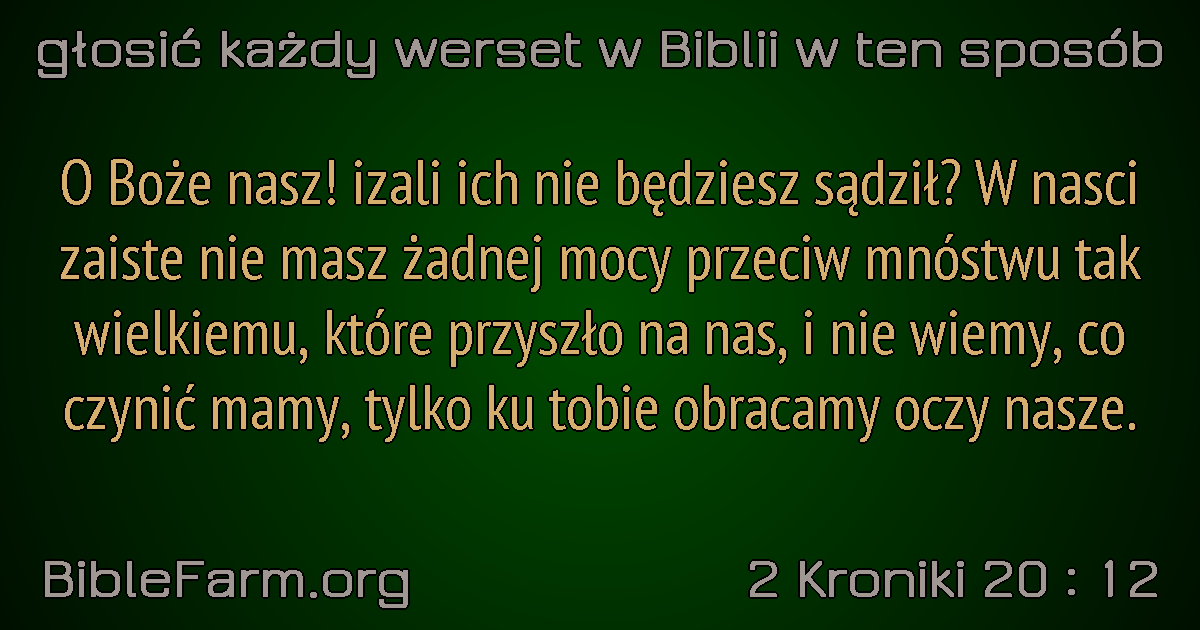 głosić każdy werset w Biblii w ten sposób
O Boże nasz! izali ich nie będziesz sądził? W nasci
zaiste nie masz żadnej mocy przeciw mnóstwu tak
wielkiemu, które przyszło na nas, i nie wiemy, co
czynić mamy, tylko ku tobie obracamy oczy nasze.
BibleFarm.org
2 Kroniki 20 : 12